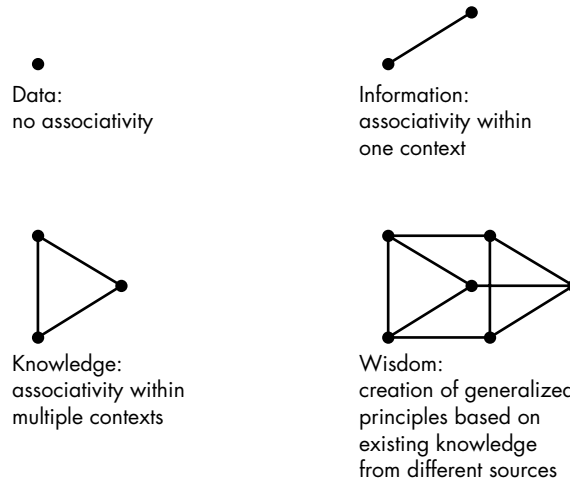 Data:
no associativity
Information:
associativity within
one context
Knowledge:
associativity within
multiple contexts
Wisdom:
creation of generalized
principles based on
existing knowledge
from different sources